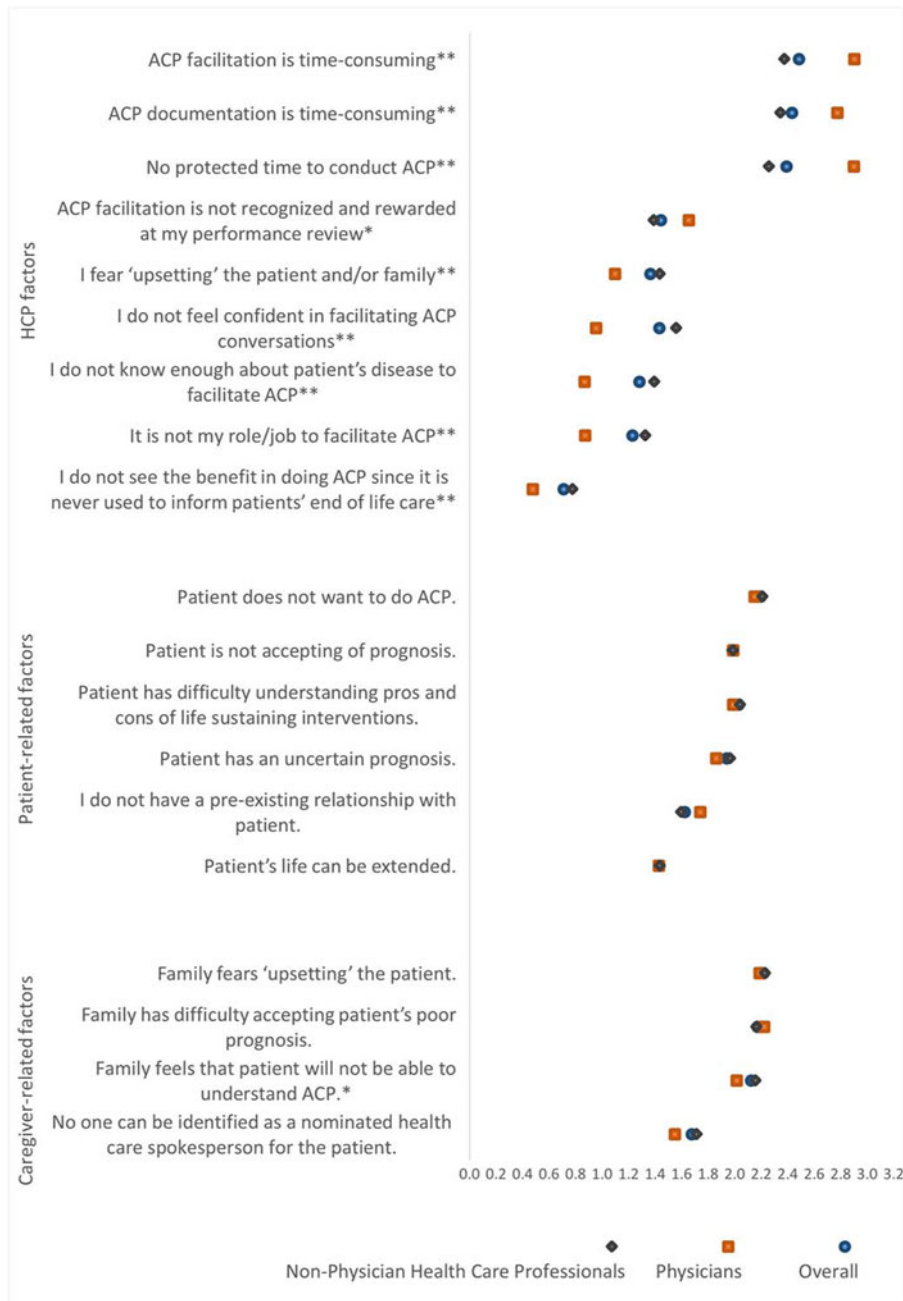 HCP factors
ACP facilitation is time-consuming**
ACP documentation is time-consuming**
No protected time to conduct ACP**
ACP facilitation is not recognized and rewarded
at my performance review*
I fear ‘upsetting’ the patient and/or family**
I do not feel confident in facilitating ACP
conversations**
I do not know enough about patient’s disease to
facilitate ACP**
It is not my role/job to facilitate ACP**
I do not see the benefit in doing ACP since it is
never used to inform patients’ end of life care**
Patient-related factors
Patient does not want to do ACP.
Patient is not accepting of prognosis.
Patient has difficulty understanding pros and
cons of life sustaining interventions.
Patient has an uncertain prognosis.
I do not have a pre-existing relationship with
patient.
Patient’s life can be extended.
Caregiver-related factors
Family fears ‘upsetting’ the patient.
Family has difficulty accepting patient’s poor
prognosis.
Family feels that patient will not be able to
understand ACP.*
No one can be identified as a nominated health
care spokesperson for the patient.
0.0 0.2 0.4 0.6 0.8 1.0 1.2 1.4 1.6 1.8 2.0 2.2 2.4 2.6 2.8 3.0 3.2
Non-Physician Health Care Professionals Physicians Overall